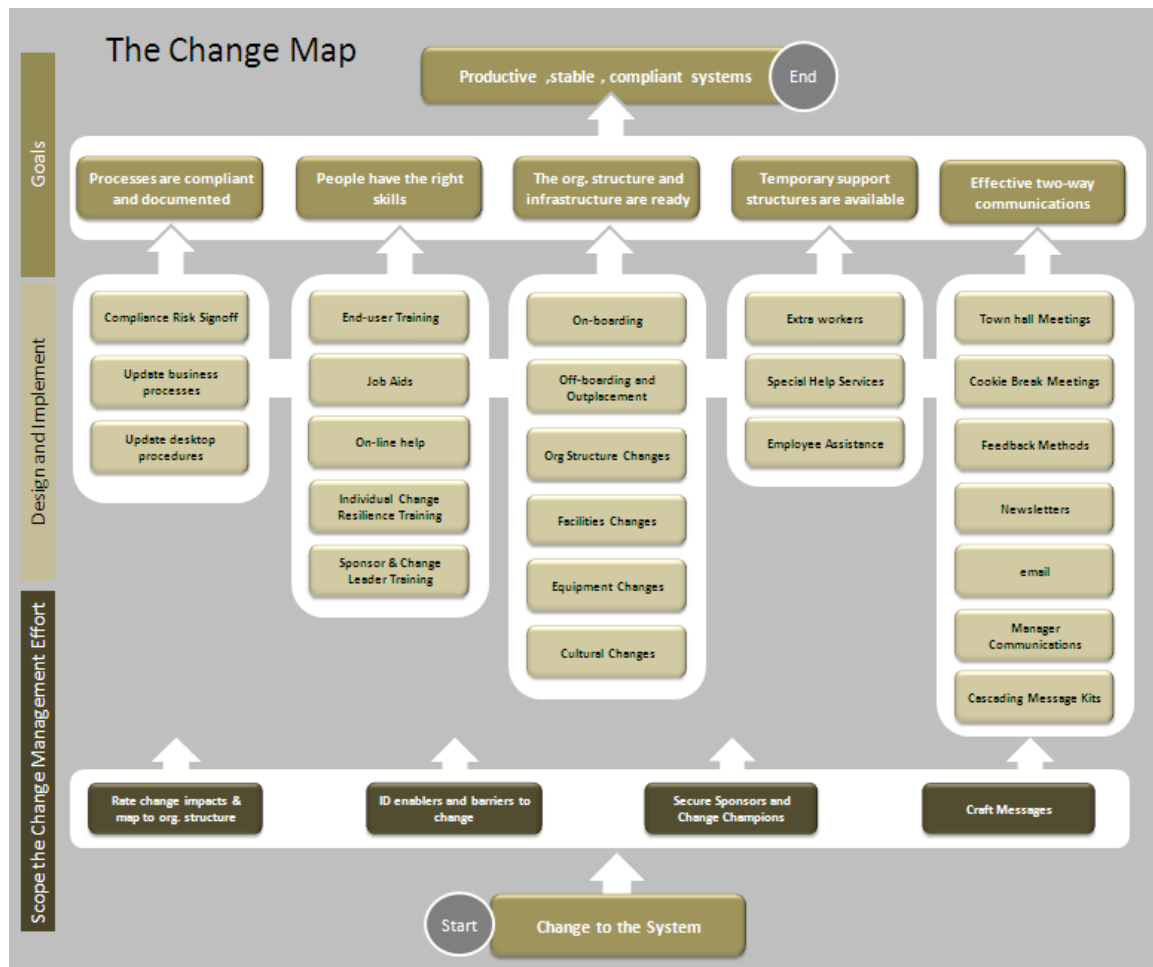 The Change Map
Productive ,stable , compliant systems
End
Goals
Processes are compliant
and documented
People have the right
skills
The org. structure and
infrastructure are ready
Temporary support
structures are available
Effective two-way
communications
Design and Implement
Compliance Risk Signoff
Update business
processes
Update desktop
procedures
End-user Training
Job Aids
On-line help
Individual Change
Resilience Training
Sponsor & Change
Leader Training
On-boarding
Off-boarding and
Outplacement
Org Structure Changes
Facilities Changes
Equipment Changes
Cultural Changes
Extra workers
Special Help Services
Employee Assistance
Town hall Meetings
Cookie Break Meetings
Feedback Methods
Newsletters
email
Manager
Communications
Cascading Message Kits
Scope the Change Management Effort
Rate change impacts &
map to org. structure
ID enablers and barriers to
change
Secure Sponsors and
Change Champions
Craft Messages
Start
Change to the System